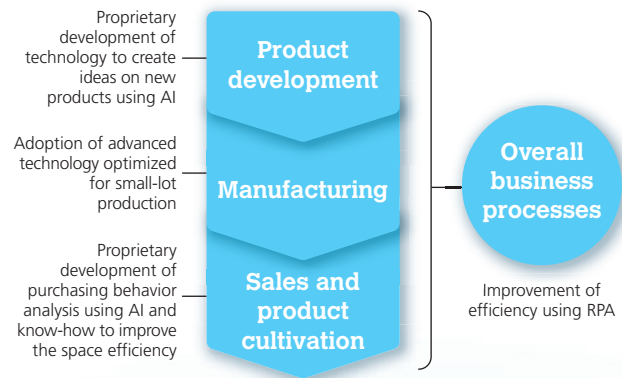 Proprietary
development of
technology to create
ideas on new
products using AI
Product
development
Adoption of advanced
technology optimized
for small-lot
production
Manufacturing
Proprietary
development of
purchasing behavior
analysis using AI and
know-how to improve
the space efficiency
Sales and
product
cultivation
Overall
business
processes
Improvement of
efficiency using RPA